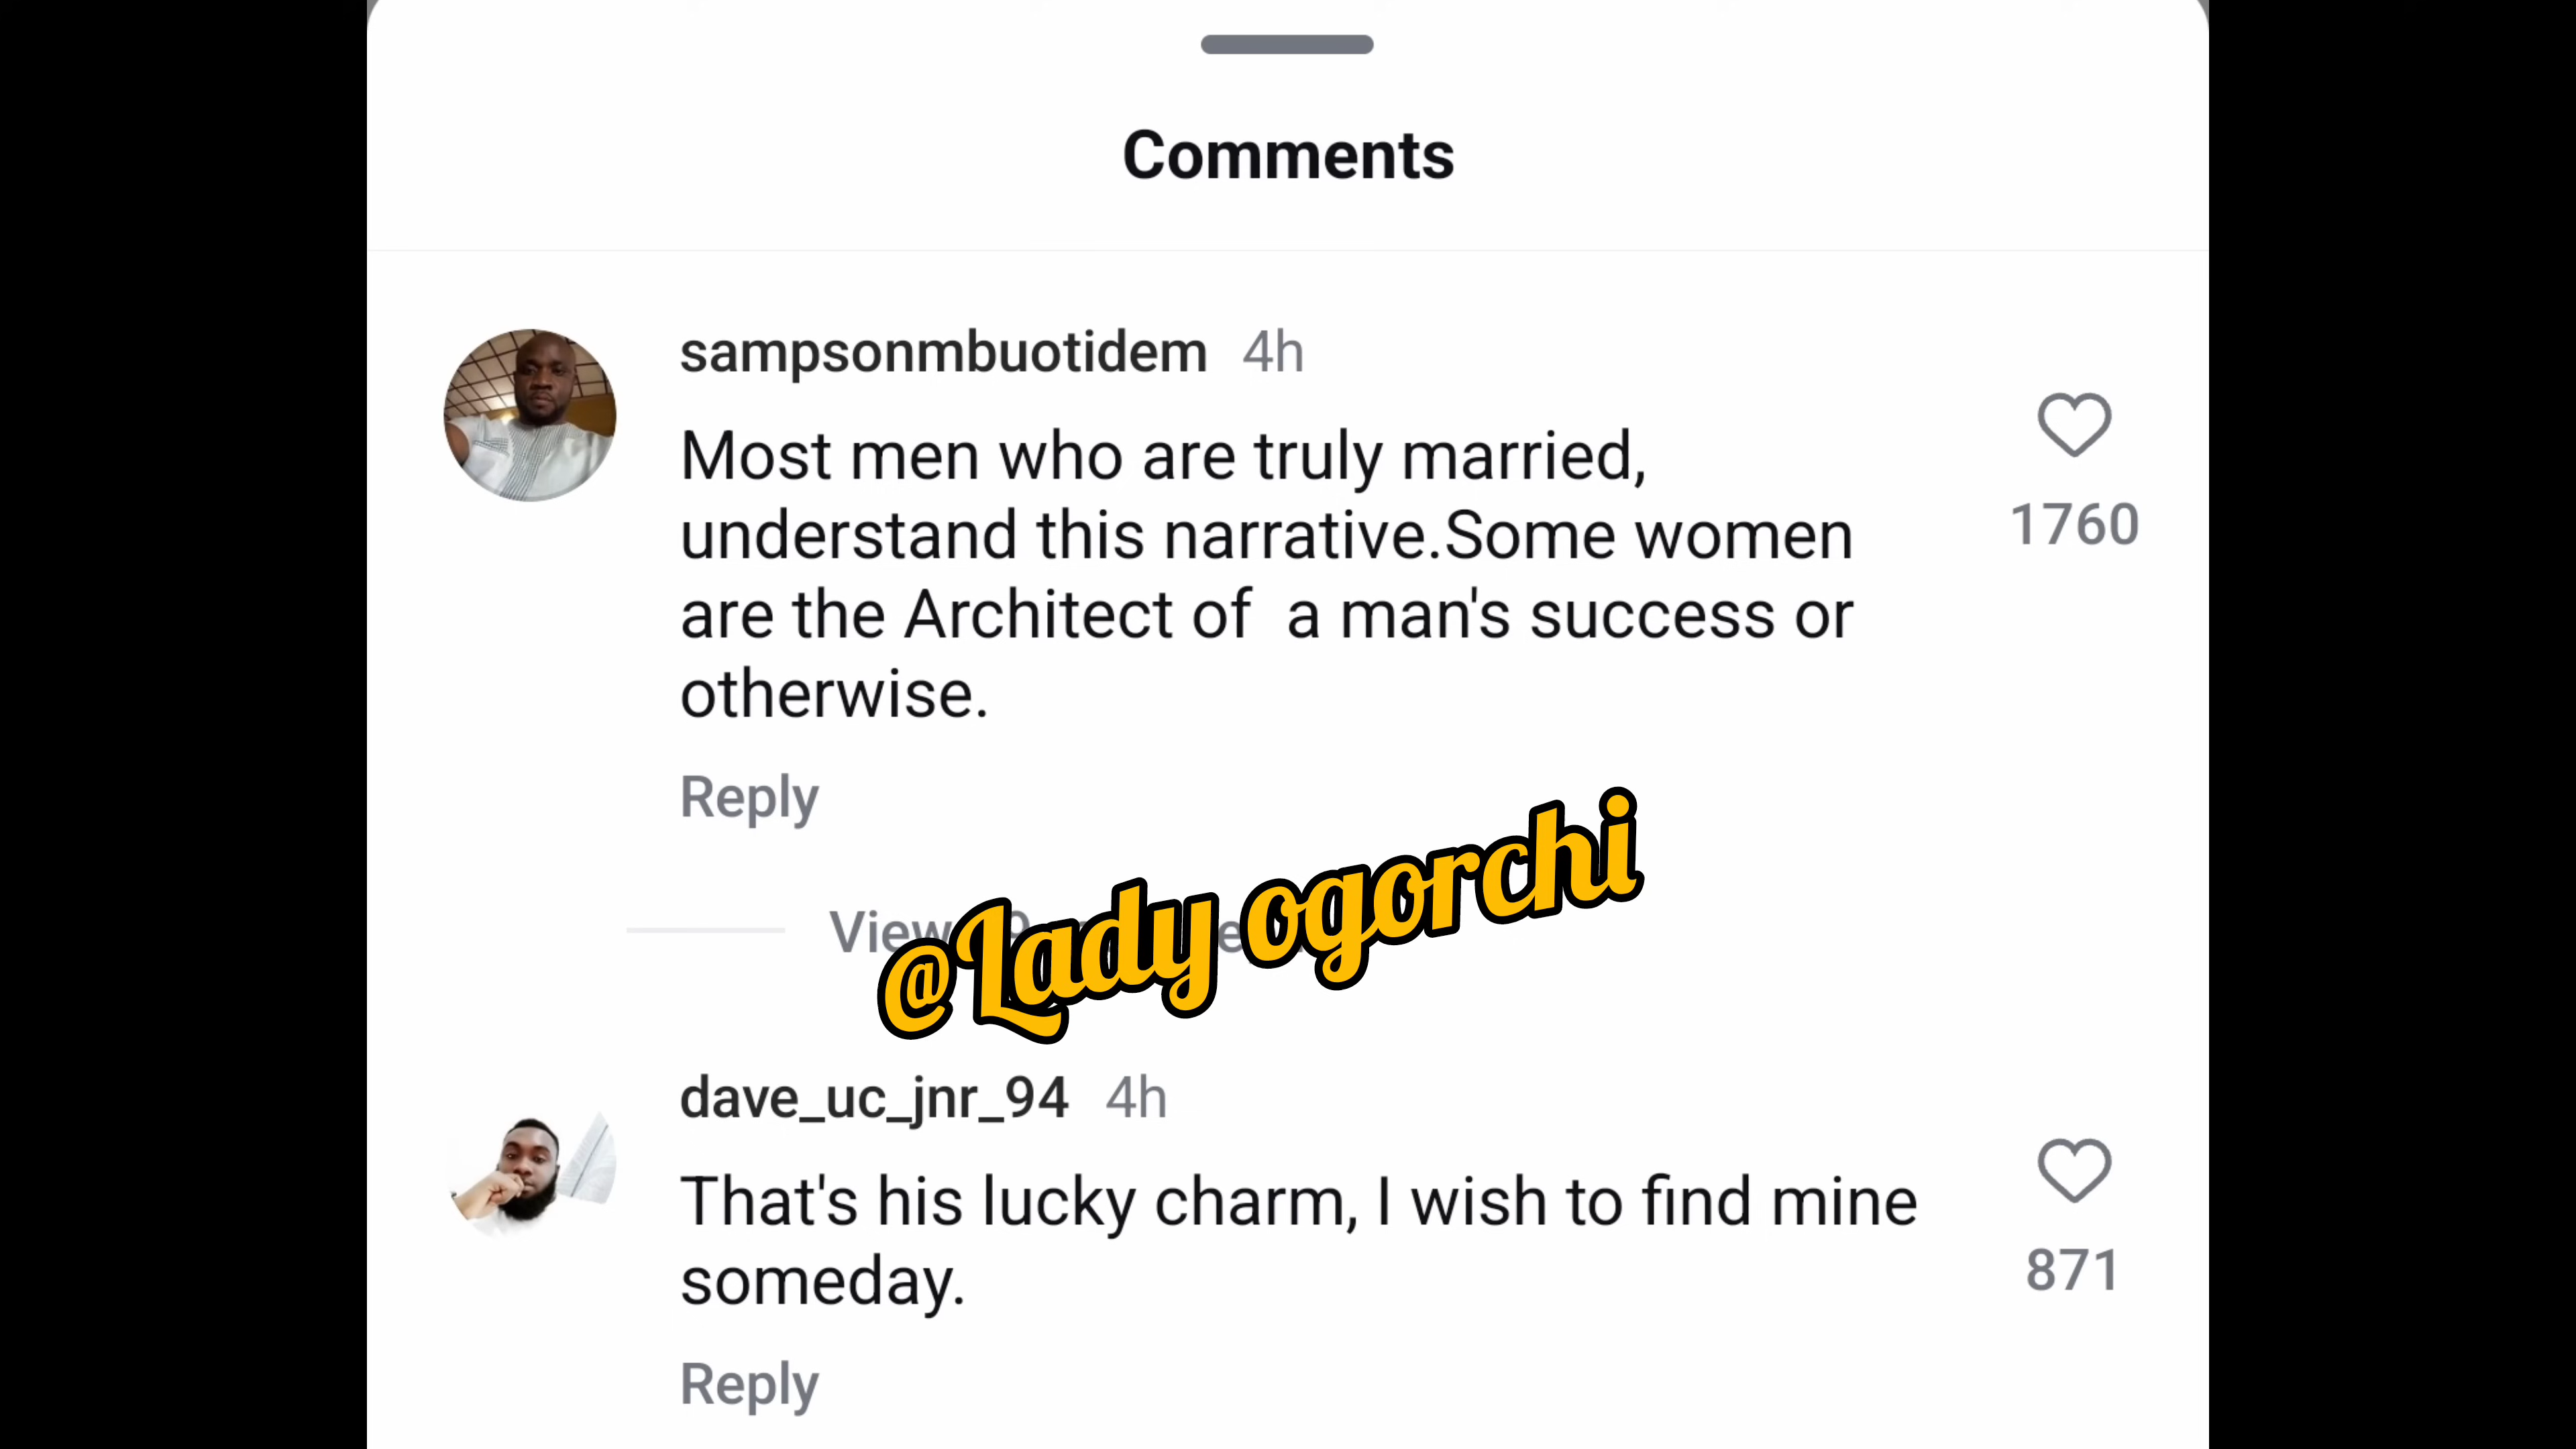 Comments
sampsonmbuotidem 4h
Most men who are truly married,
understand this narrative.Some women
are the Architect of  a man's success or
otherwise.
1760
Reply
View
@Lady ogorchi
dave_uc_jnr_94 4h
That's his lucky charm, I wish to find mine
someday.
871
Reply